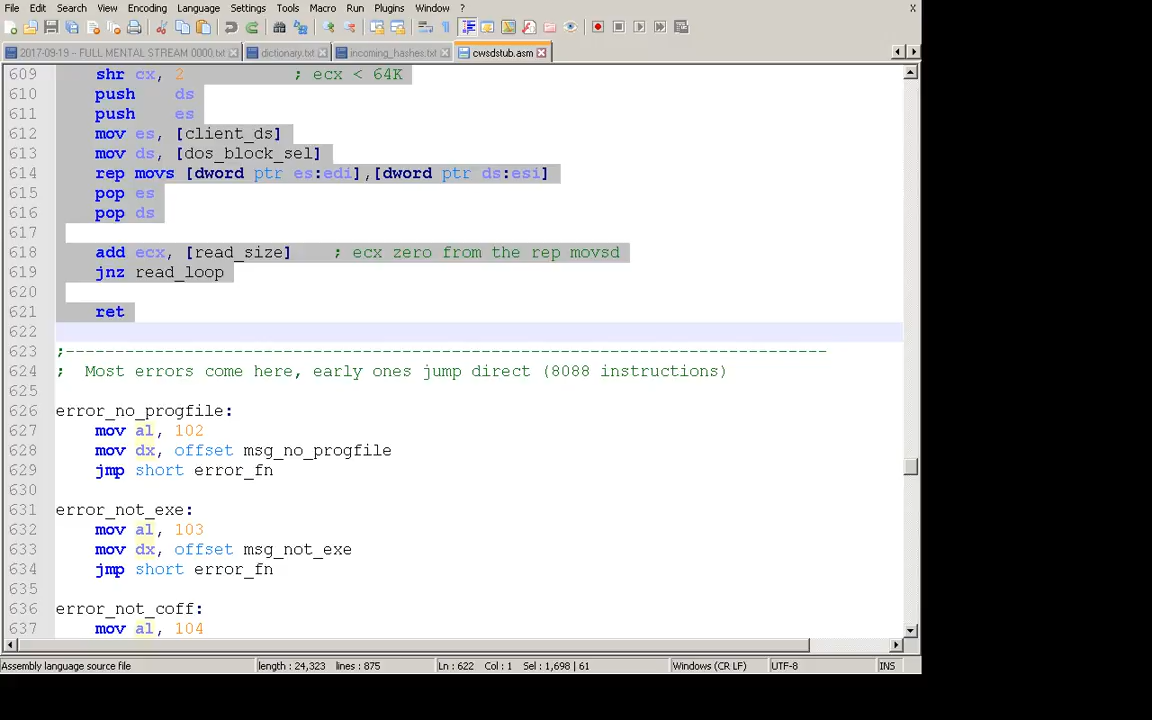 File Edit Search View Encoding Language Settings Tools Macro Run Plugins Window ? X
2017-09-19 – FULL MENTAL STREAM 0000.txt dictionary.txt incoming_hashes.txt cwsdstub.asm
609 shr cx, 2 ; ecx < 64K
610 push ds
611 push es
612 mov es, [client_ds]
613 mov ds, [dos_block_sel]
614 rep movs [dword ptr es:edi],[dword ptr ds:esi]
615 pop es
616 pop ds
617
618 add ecx, [read_size] ; ecx zero from the rep movsd
619 jnz read_loop
620
621 ret
622
623 ;-----------------------------------------------------------------------------
624 ; Most errors come here, early ones jump direct (8088 instructions)
625
626 error_no_progfile:
627 mov al, 102
628 mov dx, offset msg_no_progfile
629 jmp short error_fn
630
631 error_not_exe:
632 mov al, 103
633 mov dx, offset msg_not_exe
634 jmp short error_fn
635
636 error_not_coff:
637 mov al, 104
Assembly language source file length : 24,323 lines : 875 Ln : 622 Col : 1 Sel : 1,698 | 61 Windows (CR LF) UTF-8 INS